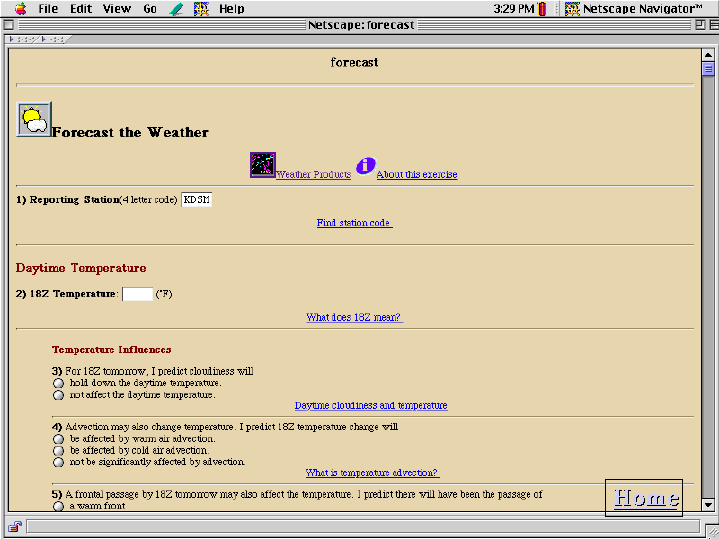 File Edit View Go Help 3:29 PM Netscape Navigator™
Netscape: forecast
forecast
Forecast the Weather
Weather Products About this exercise
1) Reporting Station(4 letter code) KDSM
Find station code
Daytime Temperature
2) 18Z Temperature: (°F)
What does 18Z mean?
Temperature Influences
3) For 18Z tomorrow, I predict cloudiness will
hold down the daytime temperature.
not affect the daytime temperature.
Daytime cloudiness and temperature
4) Advection may also change temperature. I predict 18Z temperature change will
be affected by warm air advection.
be affected by cold air advection.
not be significantly affected by advection.
What is temperature advection?
5) A frontal passage by 18Z tomorrow may also affect the temperature. I predict there will have been the passage of
a warm front
Home